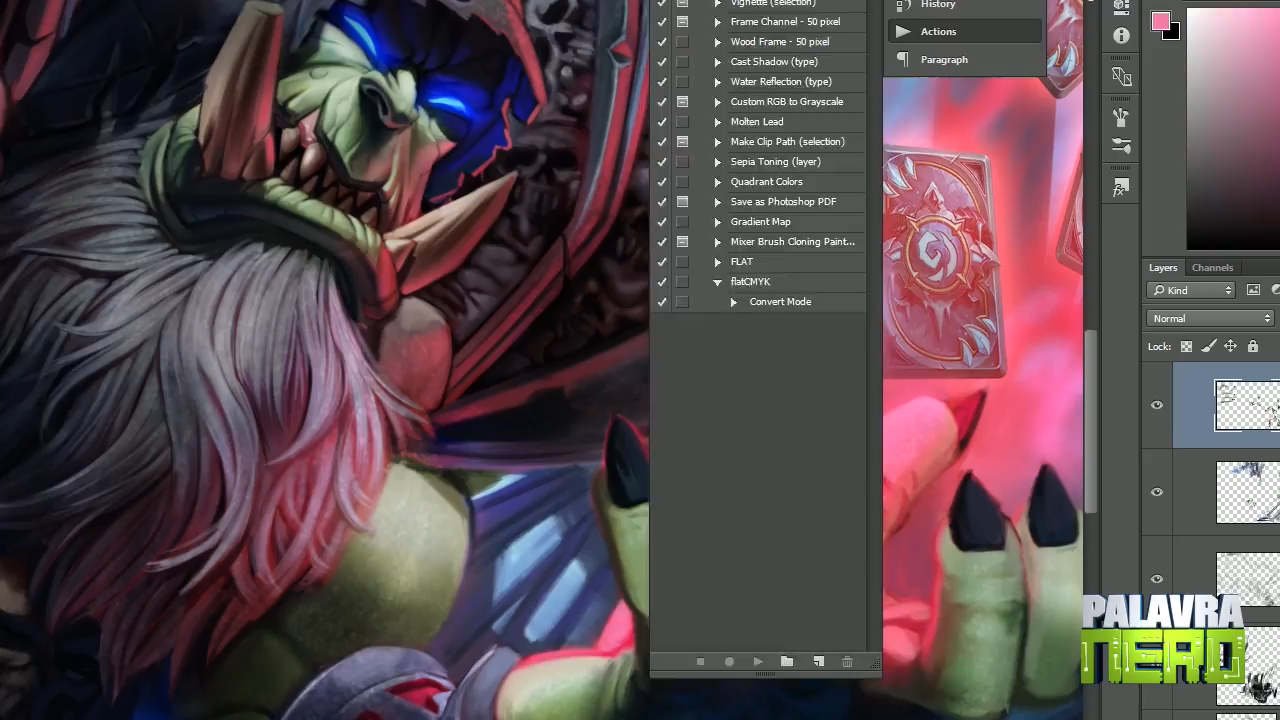 Vignette (selection)
Frame Channel - 50 pixel
Wood Frame - 50 pixel
Cast Shadow (type)
Water Reflection (type)
Custom RGB to Grayscale
Molten Lead
Make Clip Path (selection)
Sepia Toning (layer)
Quadrant Colors
Save as Photoshop PDF
Gradient Map
Mixer Brush Cloning Paint...
FLAT
flatCMYK
Convert Mode
History
Actions
Paragraph
Layers
Channels
Kind
Normal
Lock:
PALAVRA
NERD